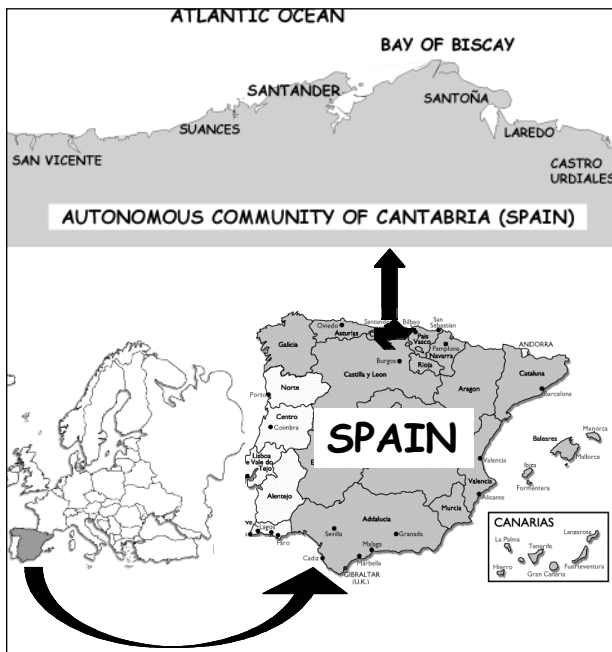 ATLANTIC OCEAN
BAY OF BISCAY
SANTANDER
SANTOÑA
SUANCES
LAREDO
SAN VICENTE
CASTRO
URDIALES
AUTONOMOUS COMMUNITY OF CANTABRIA (SPAIN)
Oviedo
Asturias
Santander
Bilbao
San
Sebastian
Pais
Vasco
Pamplona
Navarra
ANDORRA
Galicia
Burgos
Rioja
Castilla y Leon
Aragon
Cataluna
Barcelona
Norte
Porto
Centro
Coimbra
SPAIN
Menorca
Baleares
Mallorca
Lisboa
Vale do
Tejo
Valencia
Ibiza
Formentera
Valencia
Alicante
Alentejo
Murcia
Addalucia
Lagos
Faro
Sevilla
Granada
Malaga
Cadiz
Marbella
GIBRALTAR
(U.K.)
CANARIAS
Lanzarote
La Palma
Tenerife
Hierro
Gran Canaria
Fuerteventura